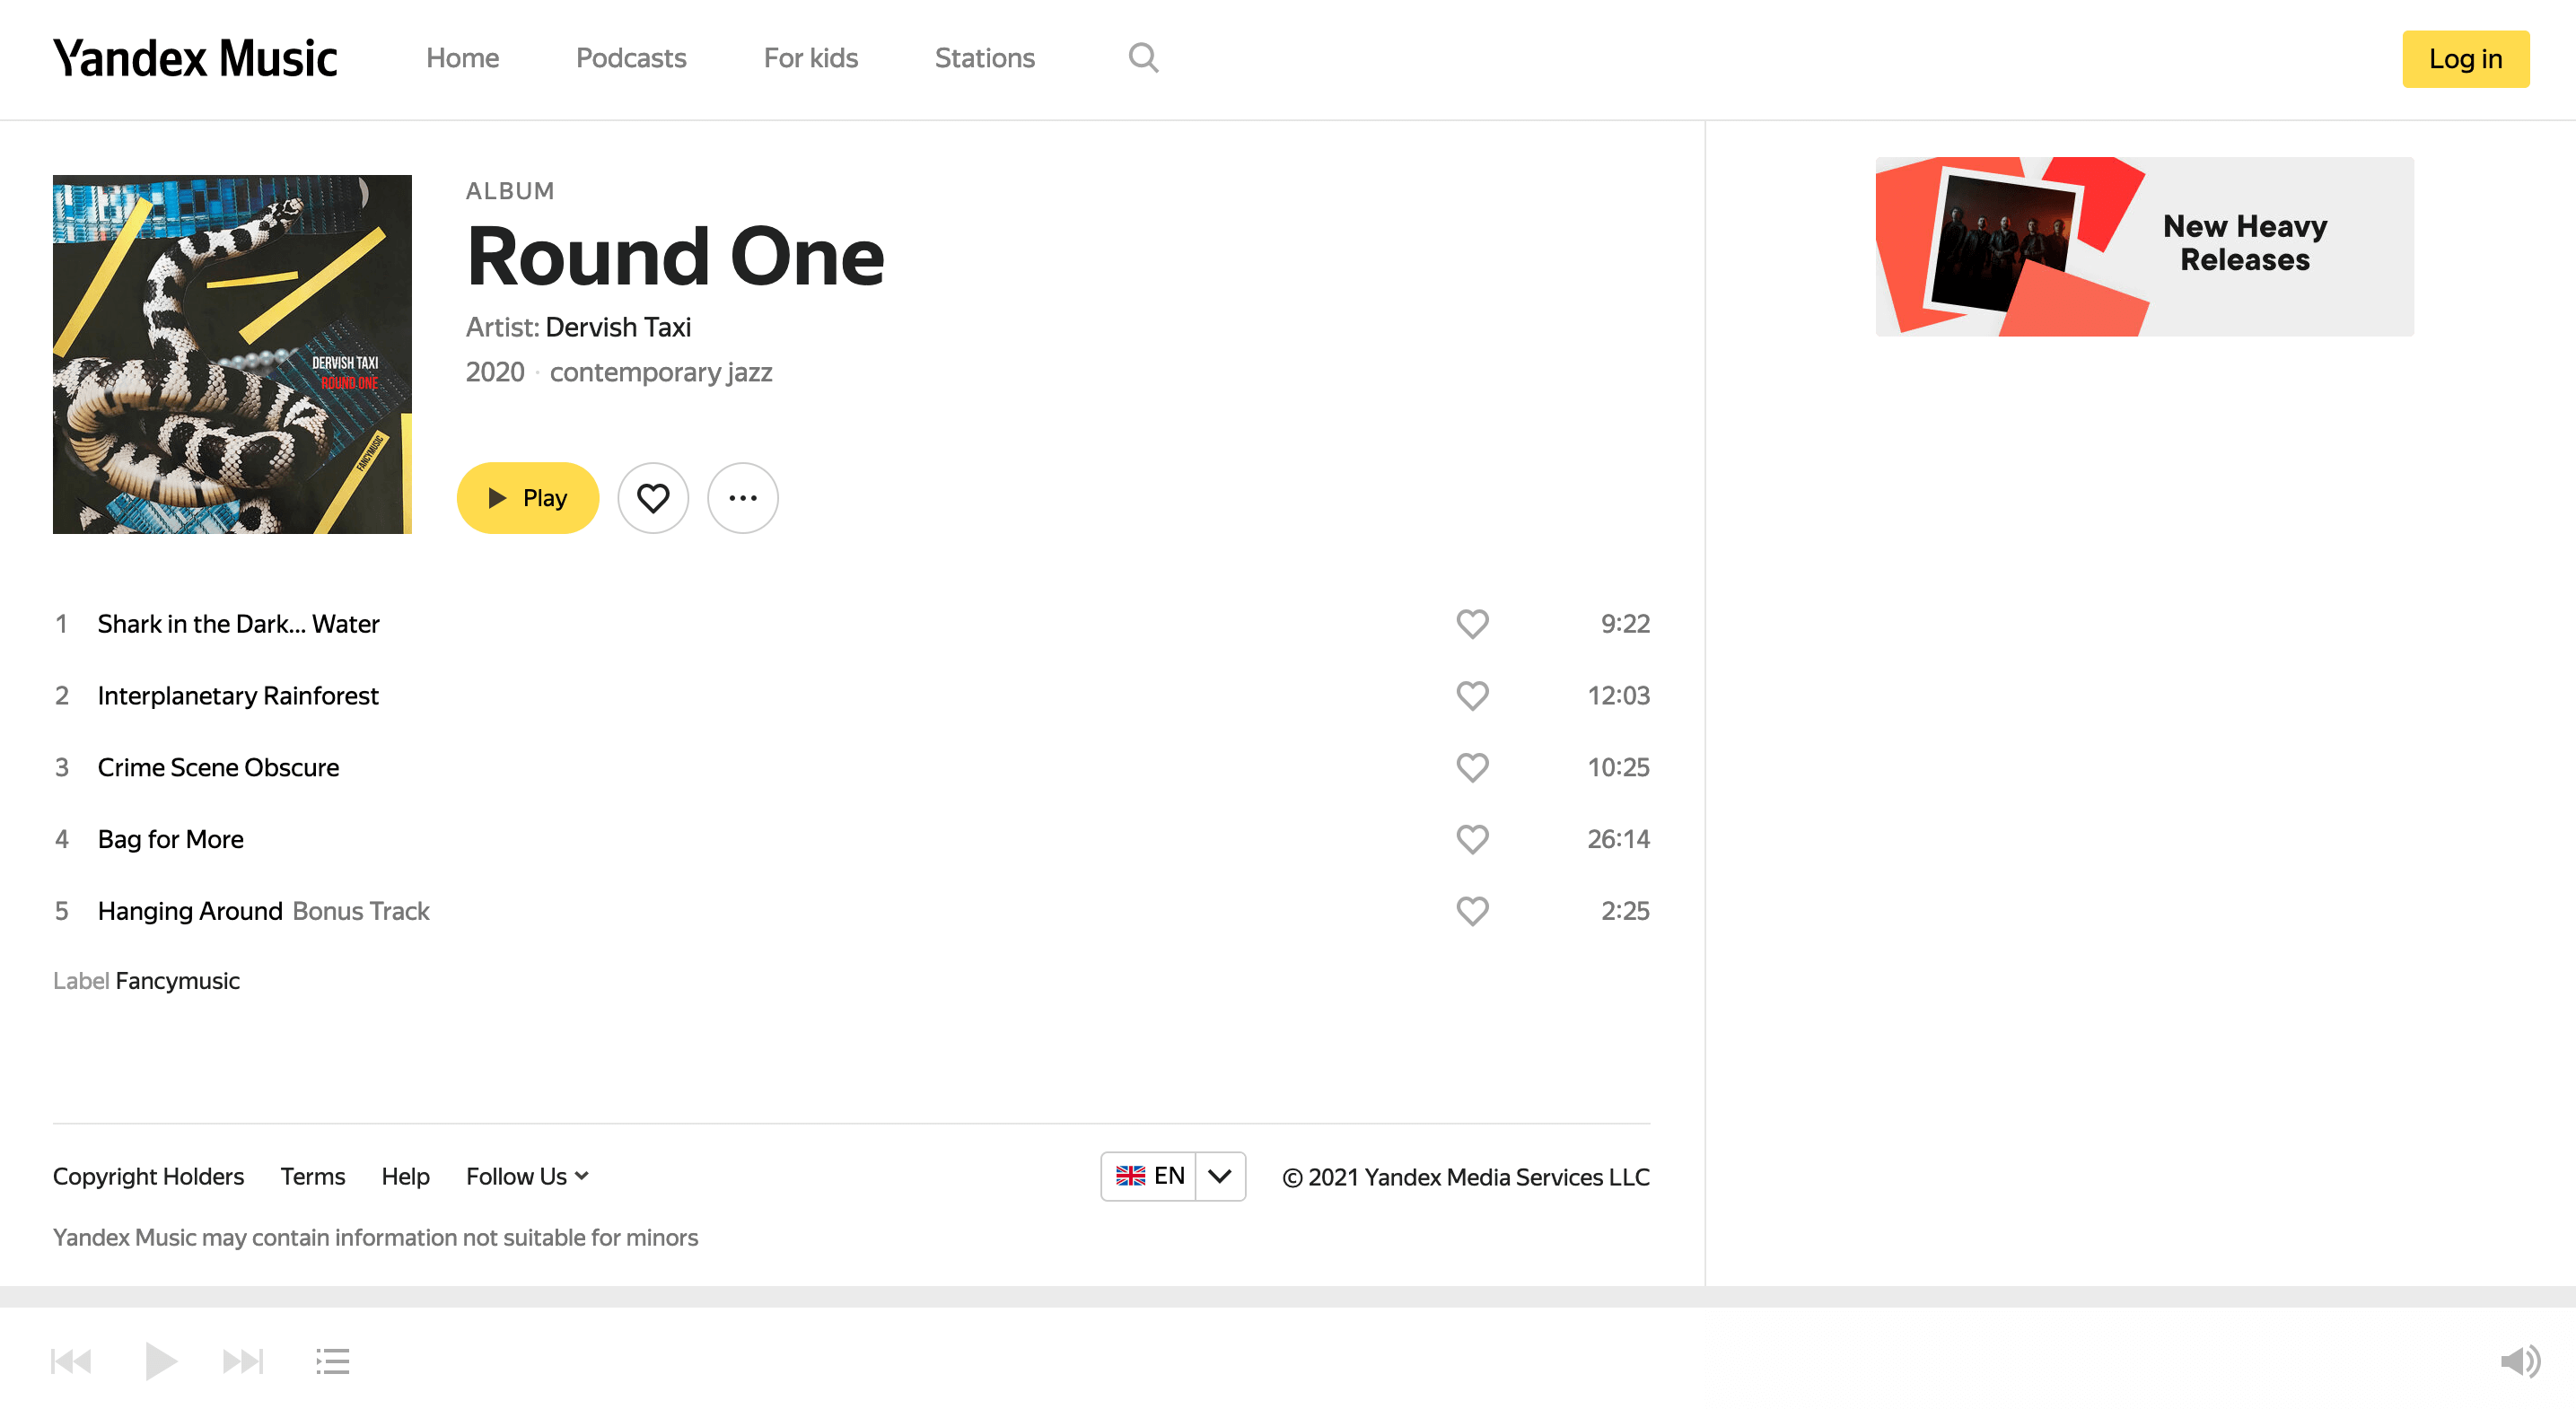 Yandex Music Home Podcasts For kids Stations Log in
ALBUM
Round One
Artist: Dervish Taxi
2020 · contemporary jazz
Play
DERVISH TAXI
ROUND ONE
FANCYMUSIC
New Heavy
Releases
1 Shark in the Dark... Water 9:22
2 Interplanetary Rainforest 12:03
3 Crime Scene Obscure 10:25
4 Bag for More 26:14
5 Hanging Around Bonus Track 2:25
Label Fancymusic
Copyright Holders Terms Help Follow Us EN © 2021 Yandex Media Services LLC
Yandex Music may contain information not suitable for minors